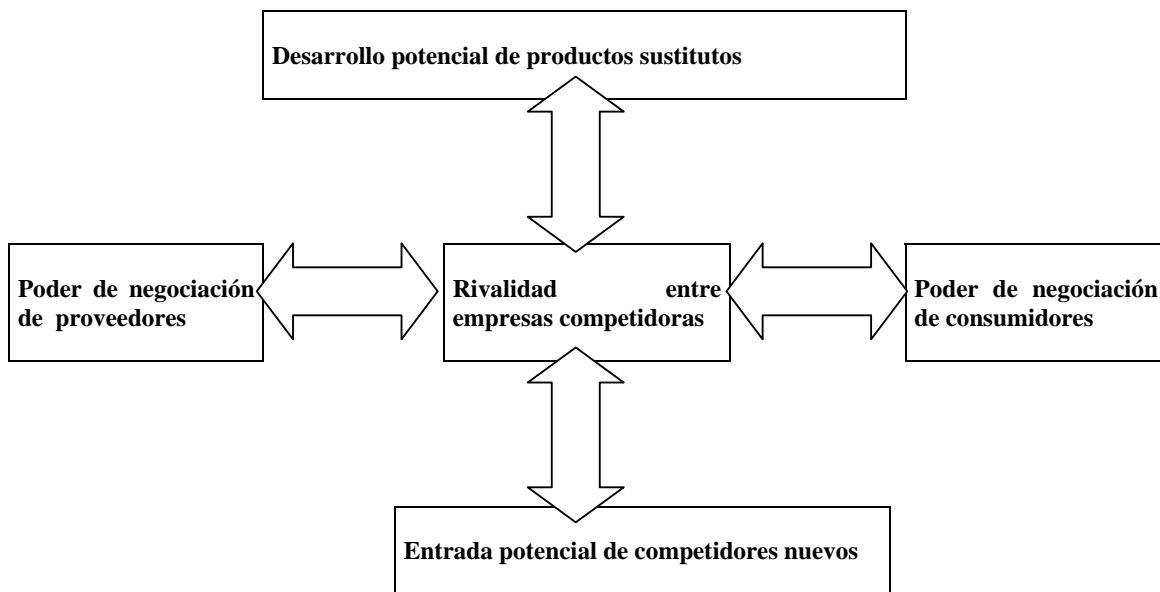 Desarrollo potencial de productos sustitutos
Poder de negociación
de proveedores
Rivalidad entre
empresas competidoras
Poder de negociación
de consumidores
Entrada potencial de competidores nuevos